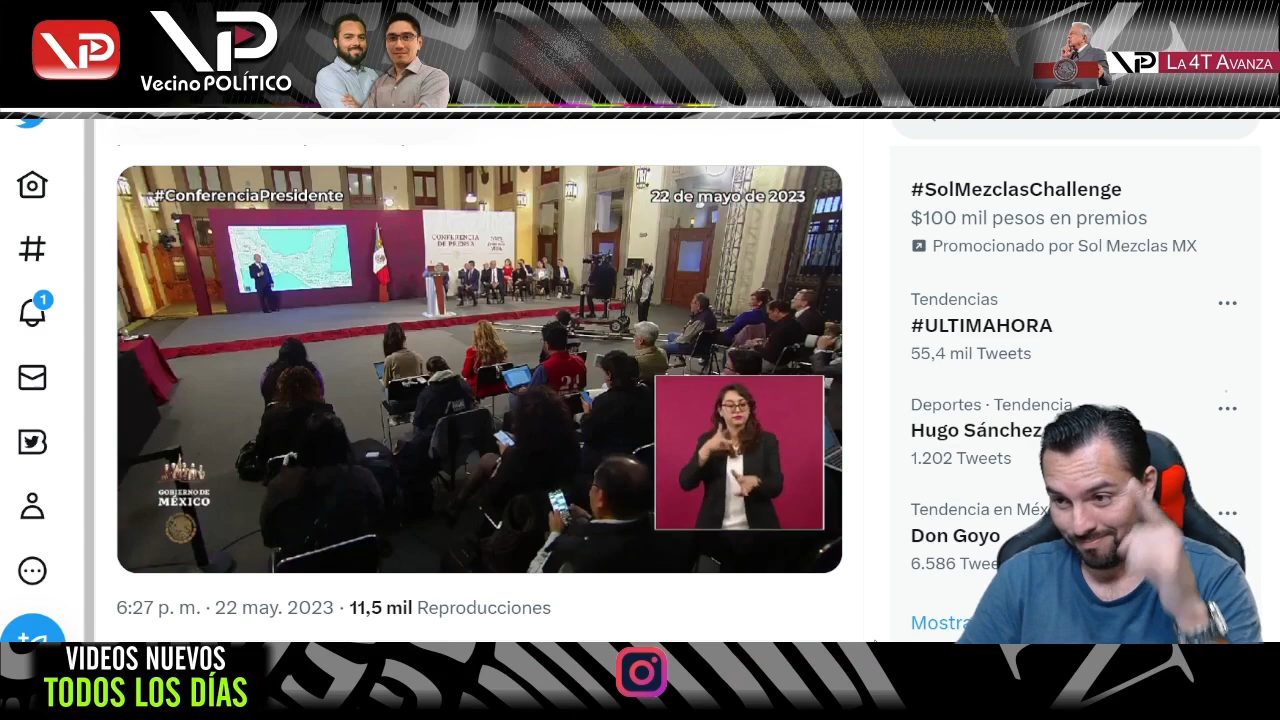 VP
VP
Vecino POLÍTICO
VP LA 4T AVANZA
#ConferenciaPresidente
22 de mayo de 2023
CONFERENCIA
DE PRENSA
GOBIERNO DE
MÉXICO
6:27 p. m. · 22 may. 2023 · 11,5 mil Reproducciones
1
#SolMezclasChallenge
$100 mil pesos en premios
Promocionado por Sol Mezclas MX
Tendencias
#ULTIMAHORA
55,4 mil Tweets
Deportes · Tendencia
Hugo Sánchez
1.202 Tweets
Tendencia en Méx
Don Goyo
6.586 Twee
Mostra
VIDEOS NUEVOS
TODOS LOS DÍAS